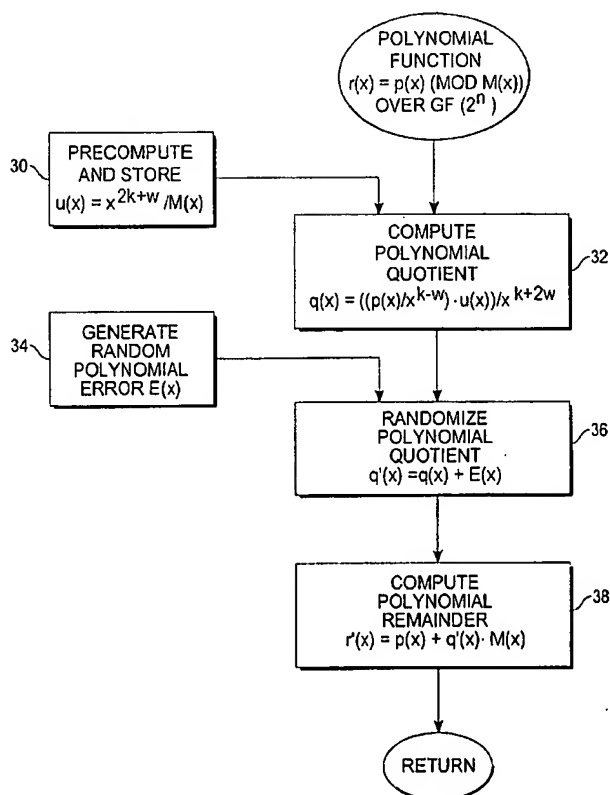 POLYNOMIAL
FUNCTION
r(x) = p(x) (MOD M(x))
OVER GF (2^n)
30
PRECOMPUTE
AND STORE
u(x) = x^{2k+w}/M(x)
COMPUTE
POLYNOMIAL
QUOTIENT
q(x) = ((p(x)/x^{k-w}) · u(x))/x^{k+2w}
32
34
GENERATE
RANDOM
POLYNOMIAL
ERROR E(x)
RANDOMIZE
POLYNOMIAL
QUOTIENT
q'(x) =q(x) + E(x)
36
COMPUTE
POLYNOMIAL
REMAINDER
r'(x) = p(x) + q'(x)· M(x)
38
RETURN